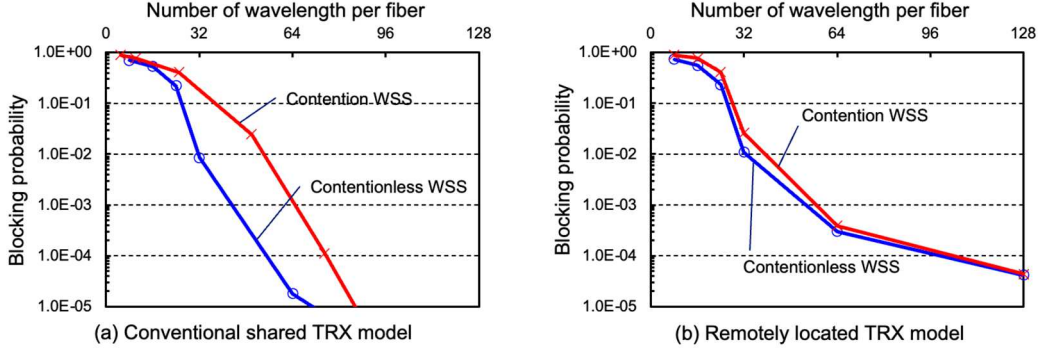 Number of wavelength per fiber
0 32 64 96 128
1.0E+00
1.0E-01
1.0E-02
1.0E-03
1.0E-04
1.0E-05
Blocking probability
Contention WSS
Contentionless WSS
(a) Conventional shared TRX model
Number of wavelength per fiber
0 32 64 96 128
1.0E+00
1.0E-01
1.0E-02
1.0E-03
1.0E-04
1.0E-05
Blocking probability
Contention WSS
Contentionless WSS
(b) Remotely located TRX model